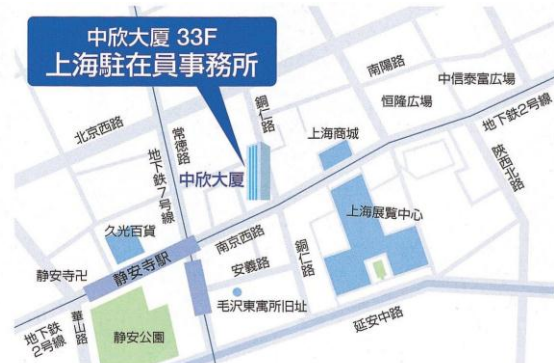 中欣大厦 33F
上海駐在員事務所
南陽路
中信泰富広場
恒隆広場
地下鉄2号線
北京西路
常徳路
銅仁路
上海商城
陝西北路
地下鉄7号線
中欣大厦
上海展覧中心
久光百貨
南京西路
銅仁路
静安寺駅
安義路
静安寺卍
毛沢東寓所旧址
延安中路
地下鉄
2号線
華山路
静安公園